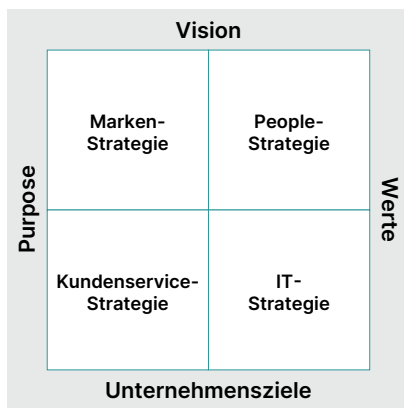 Vision
Purpose
Marken-
Strategie
People-
Strategie
Werte
Kundenservice-
Strategie
IT-
Strategie
Unternehmensziele